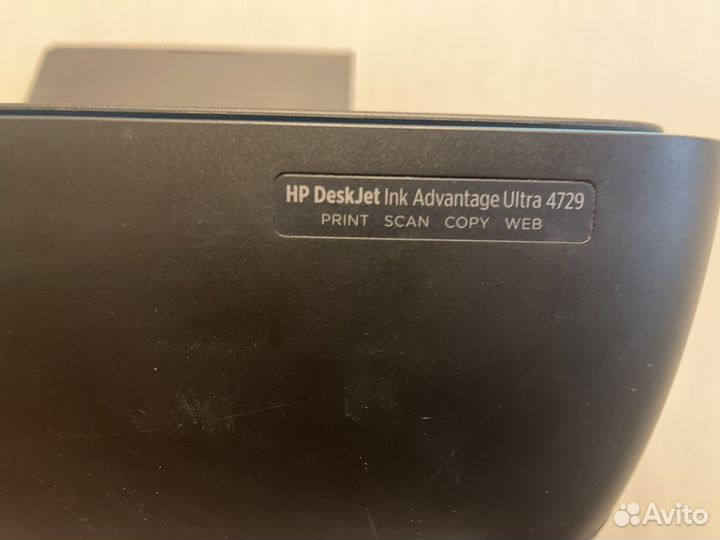 HP DeskJet Ink Advantage Ultra 4729
PRINT SCAN COPY WEB
Avito